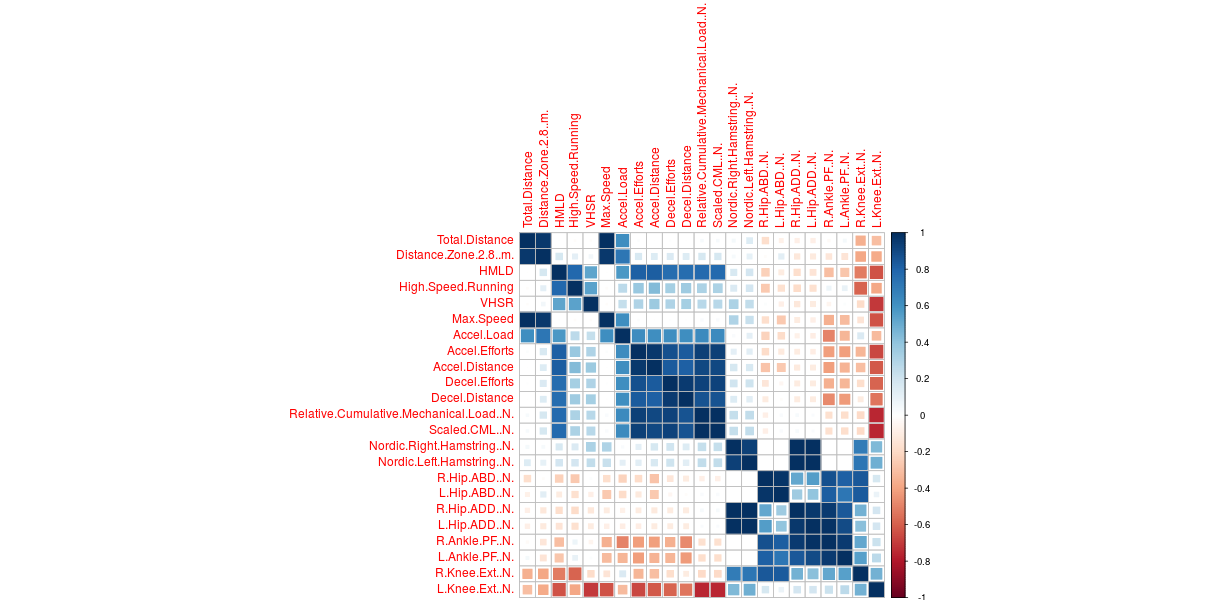 Total.Distance
Distance.Zone.2.8..m.
HMLD
High.Speed.Running
VHSR
Max.Speed
Accel.Load
Accel.Efforts
Accel.Distance
Decel.Efforts
Decel.Distance
Relative.Cumulative.Mechanical.Load..N.
Scaled.CML..N.
Nordic.Right.Hamstring..N.
Nordic.Left.Hamstring..N.
R.Hip.ABD..N.
L.Hip.ABD..N.
R.Hip.ADD..N.
L.Hip.ADD..N.
R.Ankle.PF..N.
L.Ankle.PF..N.
R.Knee.Ext..N.
L.Knee.Ext..N.
Total.Distance
Distance.Zone.2.8..m.
HMLD
High.Speed.Running
VHSR
Max.Speed
Accel.Load
Accel.Efforts
Accel.Distance
Decel.Efforts
Decel.Distance
Relative.Cumulative.Mechanical.Load..N.
Scaled.CML..N.
Nordic.Right.Hamstring..N.
Nordic.Left.Hamstring..N.
R.Hip.ABD..N.
L.Hip.ABD..N.
R.Hip.ADD..N.
L.Hip.ADD..N.
R.Ankle.PF..N.
L.Ankle.PF..N.
R.Knee.Ext..N.
L.Knee.Ext..N.
1
0.8
0.6
0.4
0.2
0
-0.2
-0.4
-0.6
-0.8
-1